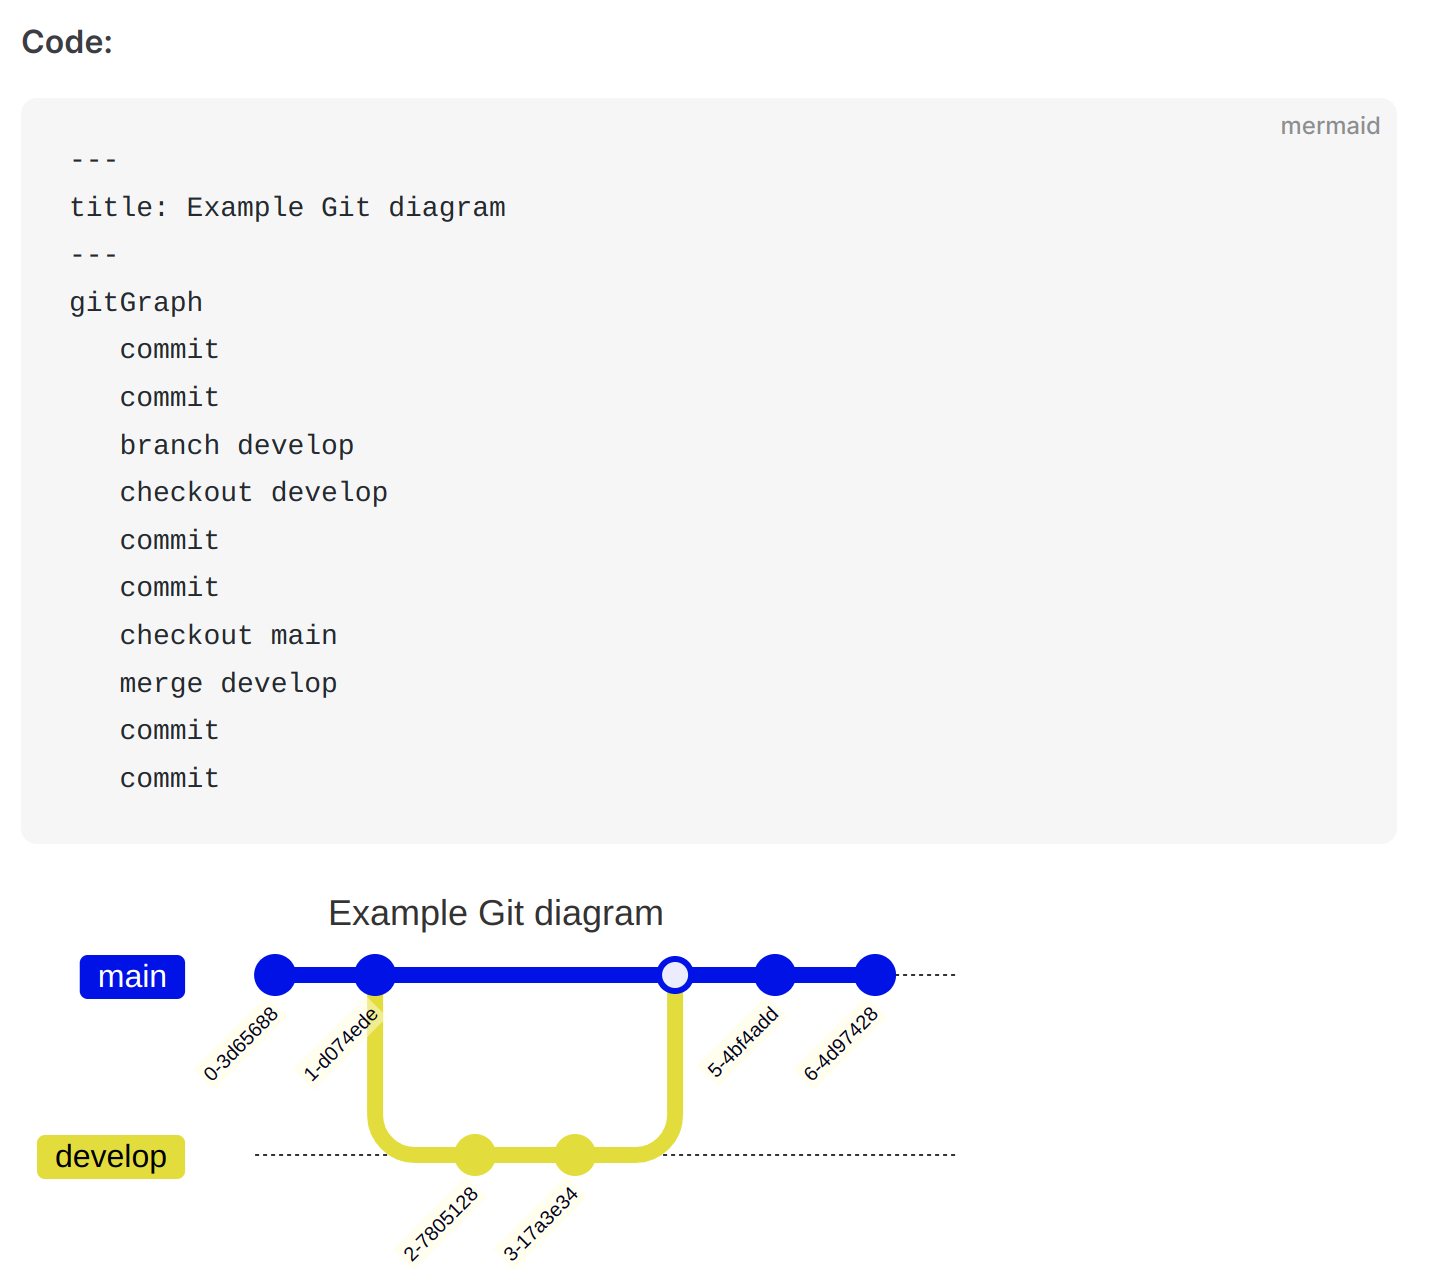 Code:
mermaid
---
title: Example Git diagram
---
gitGraph
   commit
   commit
   branch develop
   checkout develop
   commit
   commit
   checkout main
   merge develop
   commit
   commit
Example Git diagram
main
0-3d65688
1-d074ede
5-4bf4add
6-4d97428
develop
2-7805128
3-17a3e34